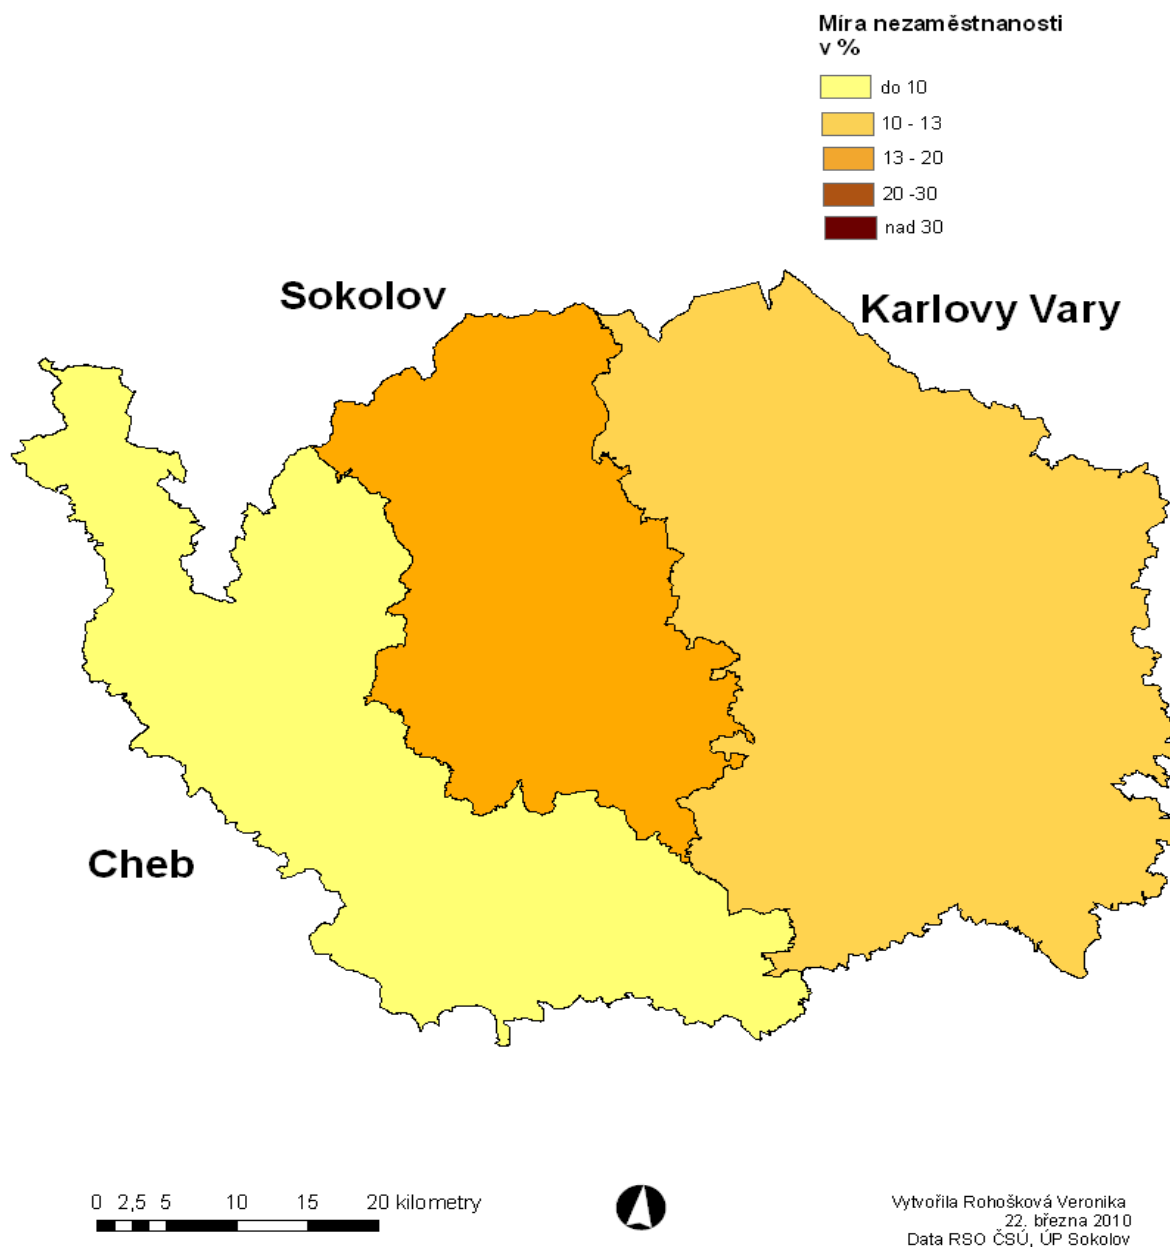 Míra nezaměstnanosti
v %
do 10
10 - 13
13 - 20
20 -30
nad 30
Sokolov
Karlovy Vary
Cheb
0 2,5 5 10 15 20 kilometry
Vytvořila Rohošková Veronika
22. března 2010
Data RSO ČSÚ, ÚP Sokolov